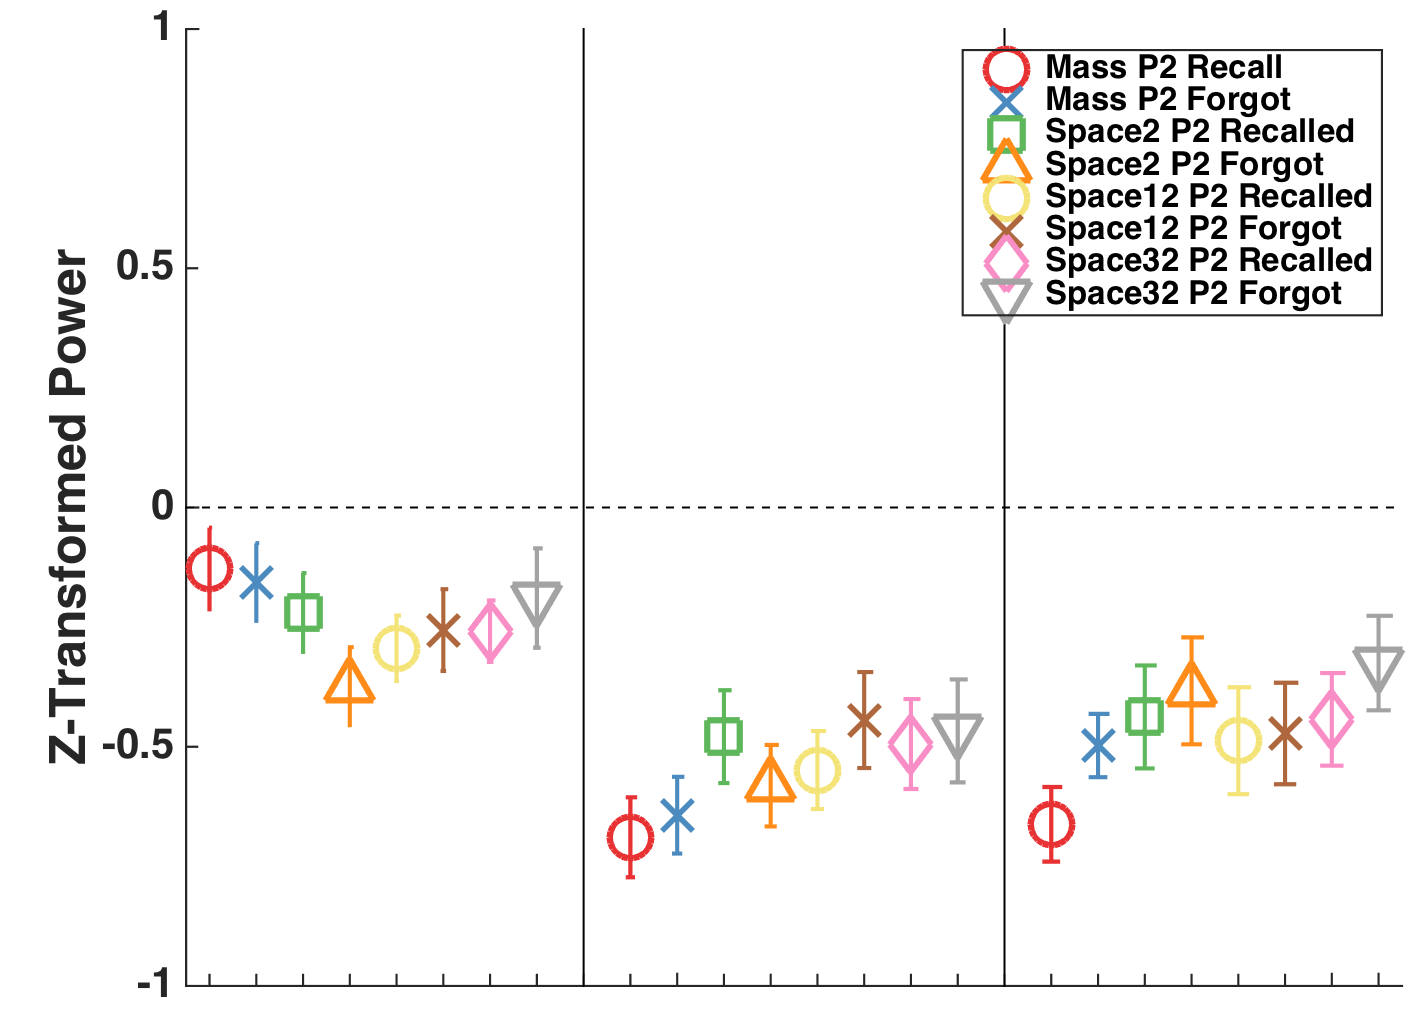 1
0.5
0
-0.5
-1
Z-Transformed Power
Mass P2 Recall
Mass P2 Forgot
Space2 P2 Recalled
Space2 P2 Forgot
Space12 P2 Recalled
Space12 P2 Forgot
Space32 P2 Recalled
Space32 P2 Forgot